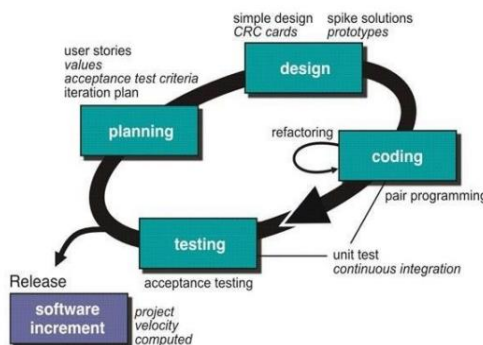 simple design
CRC cards
spike solutions
prototypes
user stories
values
acceptance test criteria
iteration plan
design
planning
refactoring
coding
pair programming
testing
unit test
continuous integration
acceptance testing
Release
software
increment
project
velocity
computed